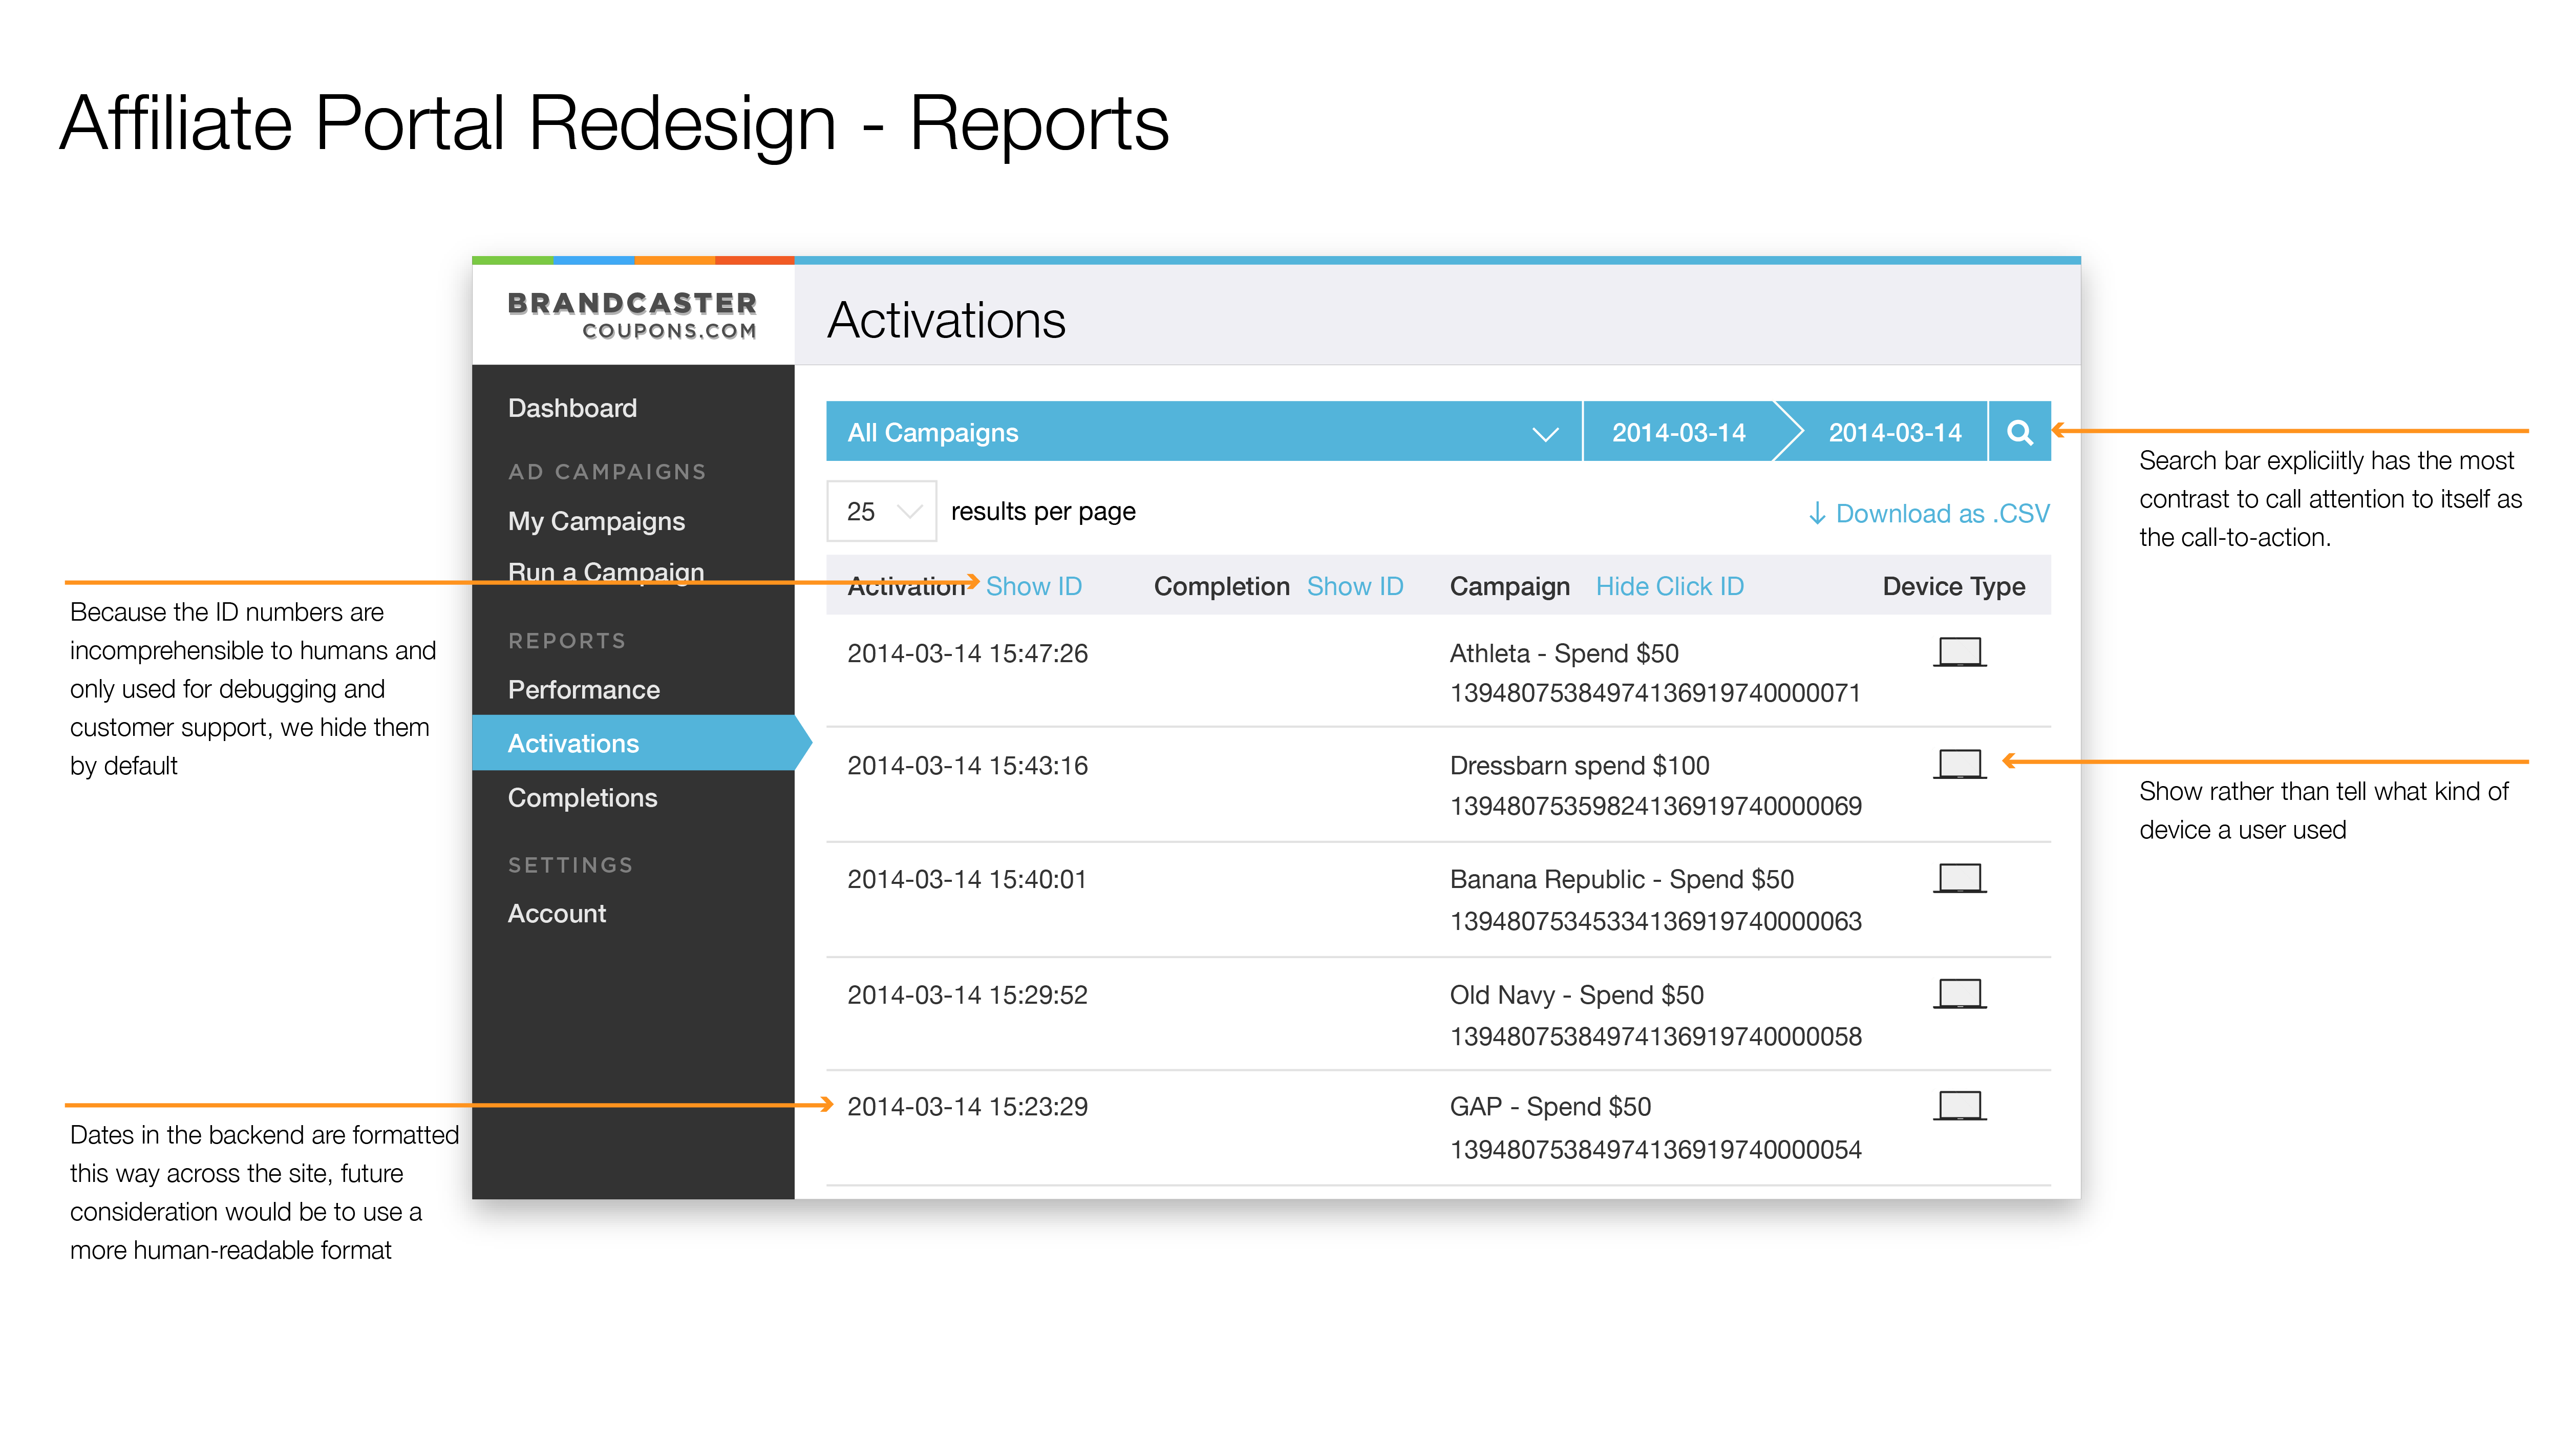 Affiliate Portal Redesign - Reports
BRANDCASTER
COUPONS.COM
Activations
Dashboard
AD CAMPAIGNS
My Campaigns
Run a Campaign
REPORTS
Performance
Activations
Completions
SETTINGS
Account
All Campaigns 2014-03-14 2014-03-14
25 results per page ↓ Download as .CSV
Activation Show ID Completion Show ID Campaign Hide Click ID Device Type
2014-03-14 15:47:26 Athleta - Spend $50
13948075384974136919740000071
2014-03-14 15:43:16 Dressbarn spend $100
13948075359824136919740000069
2014-03-14 15:40:01 Banana Republic - Spend $50
13948075345334136919740000063
2014-03-14 15:29:52 Old Navy - Spend $50
13948075384974136919740000058
2014-03-14 15:23:29 GAP - Spend $50
13948075384974136919740000054
Because the ID numbers are
incomprehensible to humans and
only used for debugging and
customer support, we hide them
by default
Dates in the backend are formatted
this way across the site, future
consideration would be to use a
more human-readable format
Search bar expliciitly has the most
contrast to call attention to itself as
the call-to-action.
Show rather than tell what kind of
device a user used